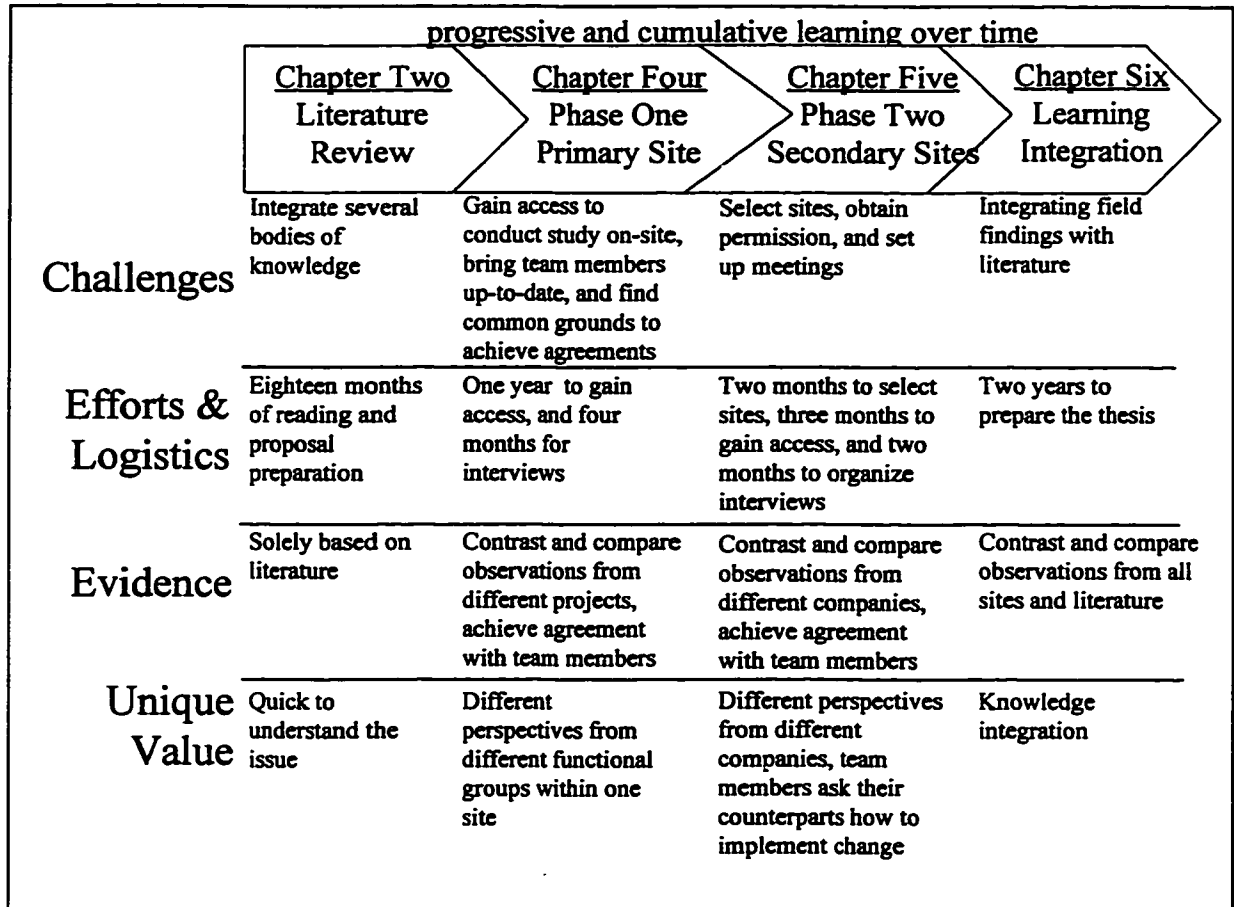 progressive and cumulative learning over time
Chapter Two
Literature
Review
Chapter Four
Phase One
Primary Site
Chapter Five
Phase Two
Secondary Sites
Chapter Six
Learning
Integration
Challenges
Integrate several
bodies of
knowledge
Gain access to
conduct study on-site,
bring team members
up-to-date, and find
common grounds to
achieve agreements
Select sites, obtain
permission, and set
up meetings
Integrating field
findings with
literature
Efforts &
Logistics
Eighteen months
of reading and
proposal
preparation
One year to gain
access, and four
months for
interviews
Two months to select
sites, three months to
gain access, and two
months to organize
interviews
Two years to
prepare the thesis
Evidence
Solely based on
literature
Contrast and compare
observations from
different projects,
achieve agreement
with team members
Contrast and compare
observations from
different companies,
achieve agreement
with team members
Contrast and compare
observations from all
sites and literature
Unique
Value
Quick to
understand the
issue
Different
perspectives from
different functional
groups within one
site
Different perspectives
from different
companies, team
members ask their
counterparts how to
implement change
Knowledge
integration